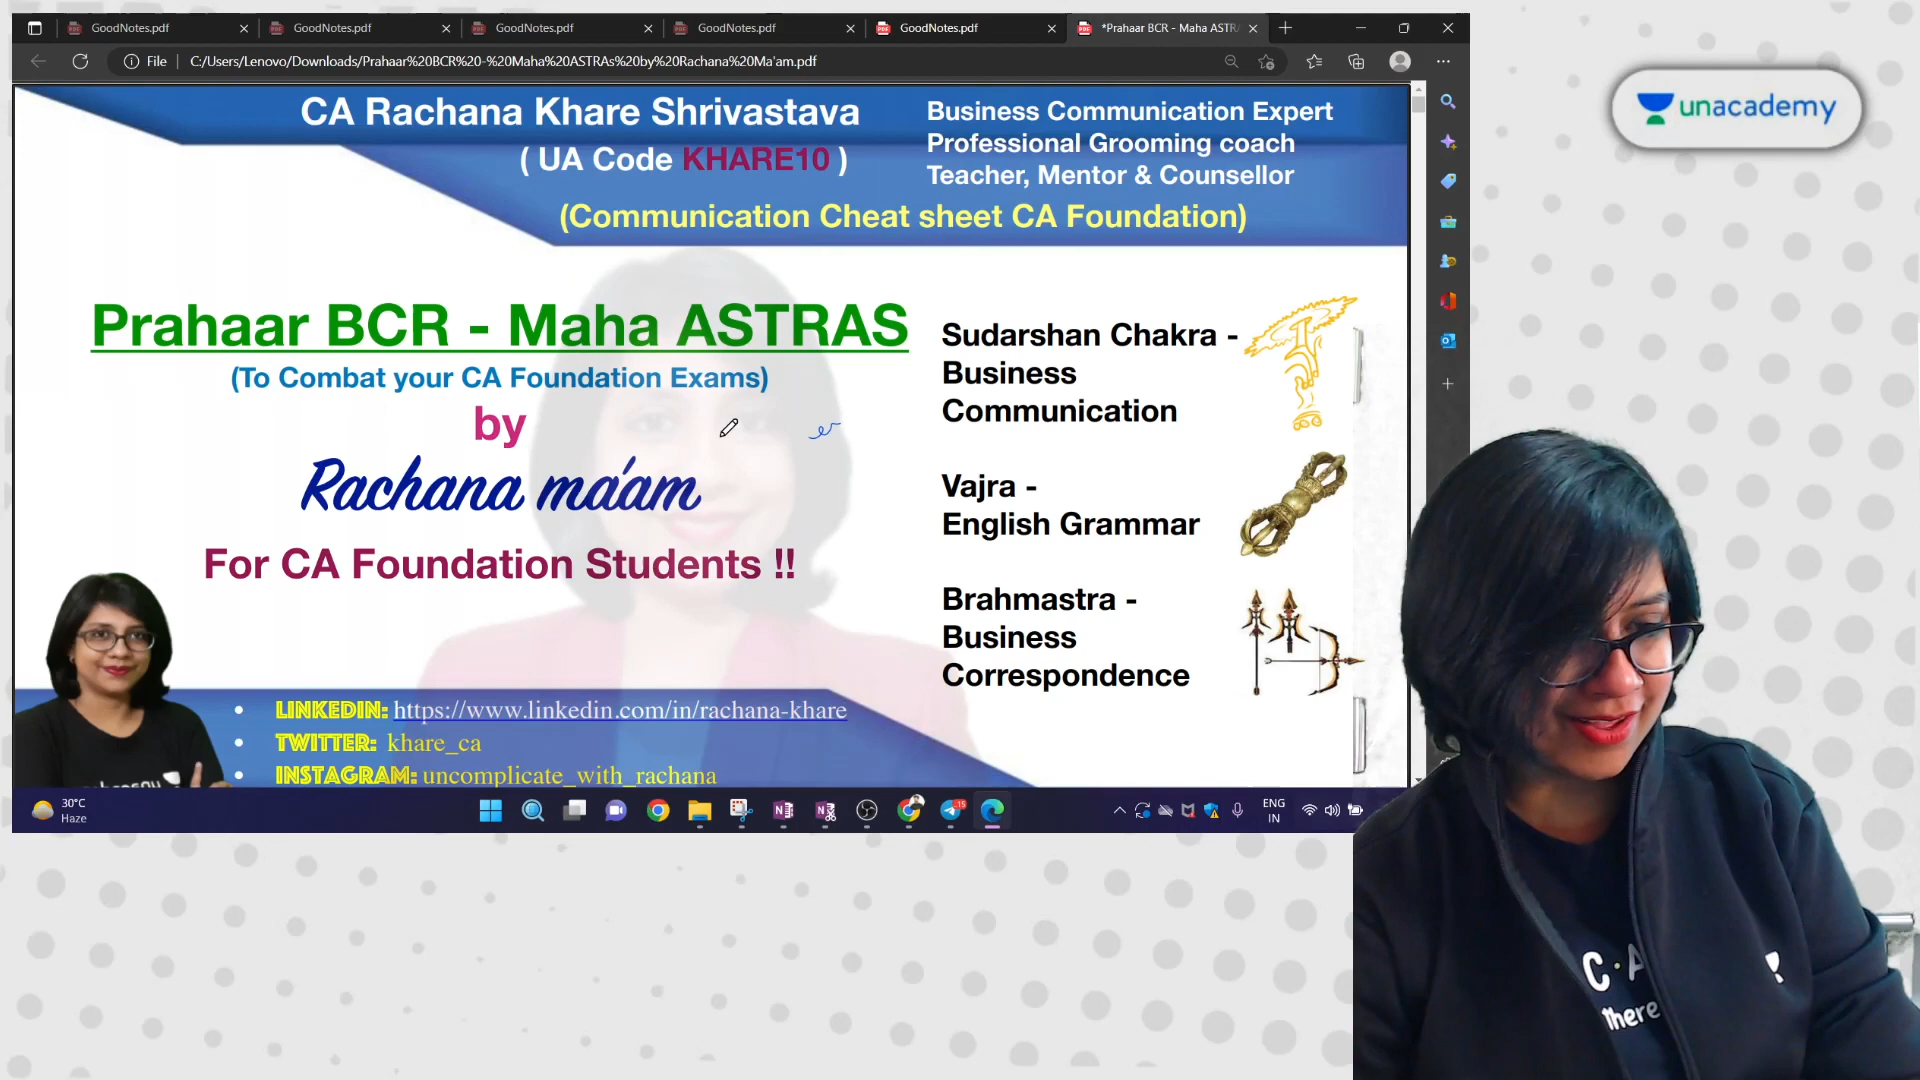 GoodNotes.pdf
GoodNotes.pdf
GoodNotes.pdf
GoodNotes.pdf
GoodNotes.pdf
*Prahaar BCR - Maha ASTRA
File
C:/Users/Lenovo/Downloads/Prahaar%20BCR%20-%20Maha%20ASTRAs%20by%20Rachana%20Ma'am.pdf
unacademy
CA Rachana Khare Shrivastava
( UA Code KHARE10 )
Business Communication Expert
Professional Grooming coach
Teacher, Mentor & Counsellor
(Communication Cheat sheet CA Foundation)
Prahaar BCR - Maha ASTRAS
(To Combat your CA Foundation Exams)
by
Rachana ma'am
For CA Foundation Students !!
Sudarshan Chakra -
Business
Communication
Vajra -
English Grammar
Brahmastra -
Business
Correspondence
LINKEDIN: https://www.linkedin.com/in/rachana-khare
TWITTER: khare_ca
INSTAGRAM: uncomplicate_with_rachana
30°C
Haze
15
ENG
IN
C·A
There